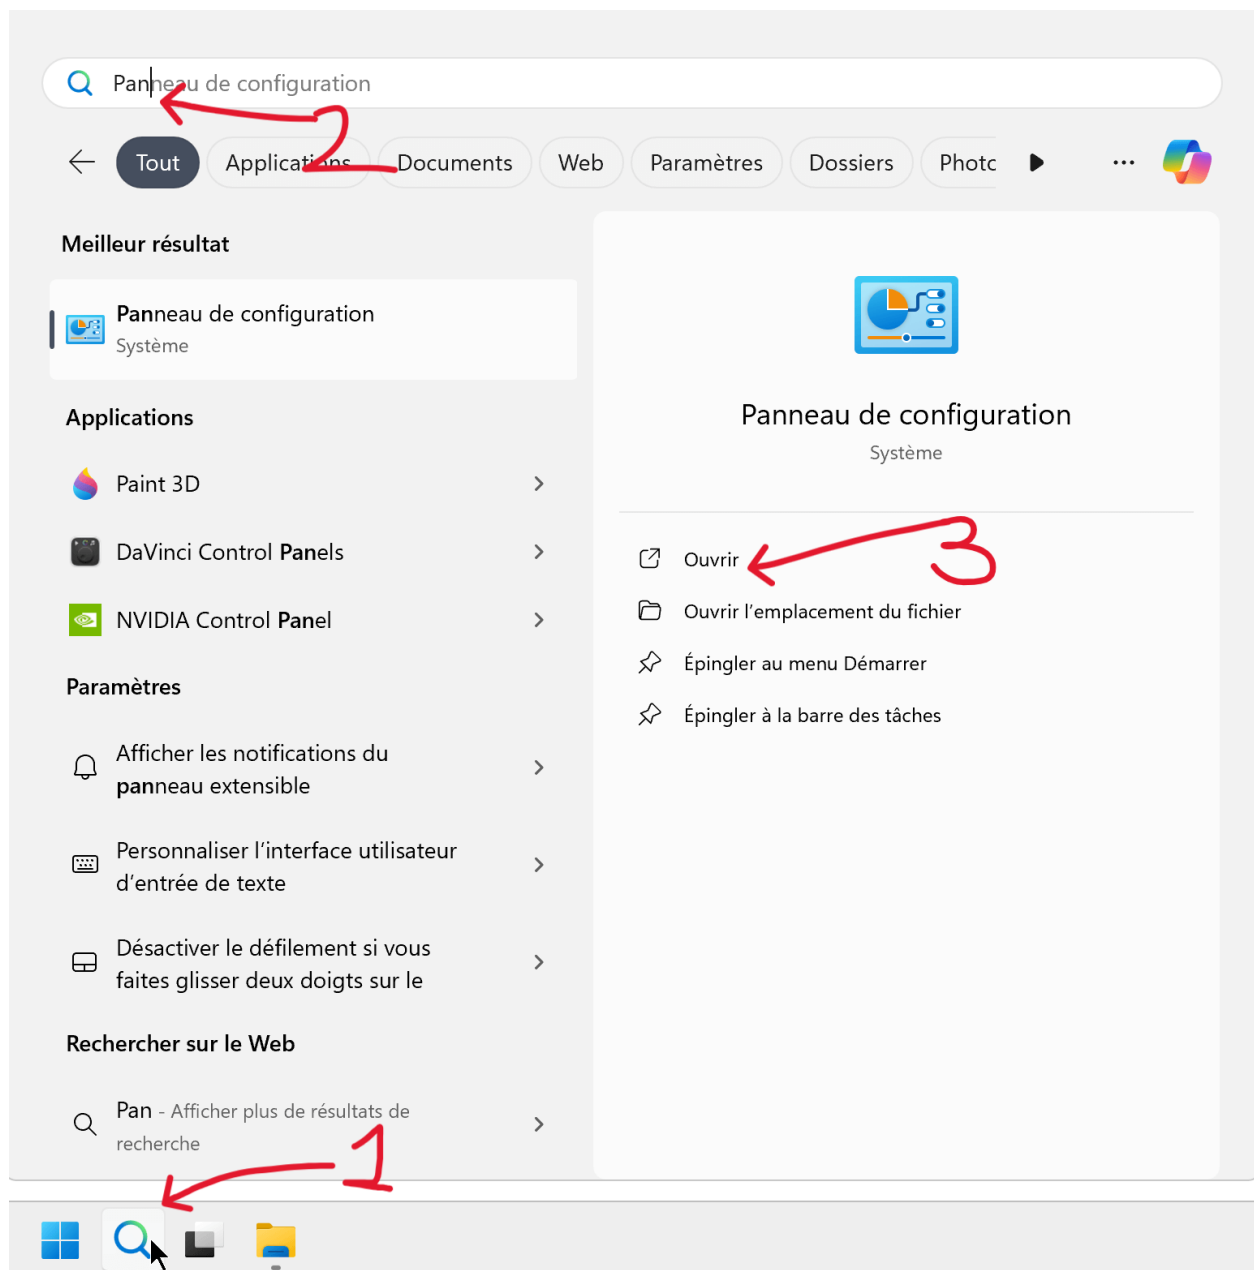 Panneau de configuration
2
Tout Applications Documents Web Paramètres Dossiers Photo
Meilleur résultat
Panneau de configuration
Système
Applications
Paint 3D
DaVinci Control Panels
NVIDIA Control Panel
Paramètres
Afficher les notifications du
panneau extensible
Personnaliser l’interface utilisateur
d’entrée de texte
Désactiver le défilement si vous
faites glisser deux doigts sur le
Rechercher sur le Web
Pan - Afficher plus de résultats de
recherche
Panneau de configuration
Système
Ouvrir
3
Ouvrir l’emplacement du fichier
Épingler au menu Démarrer
Épingler à la barre des tâches
1